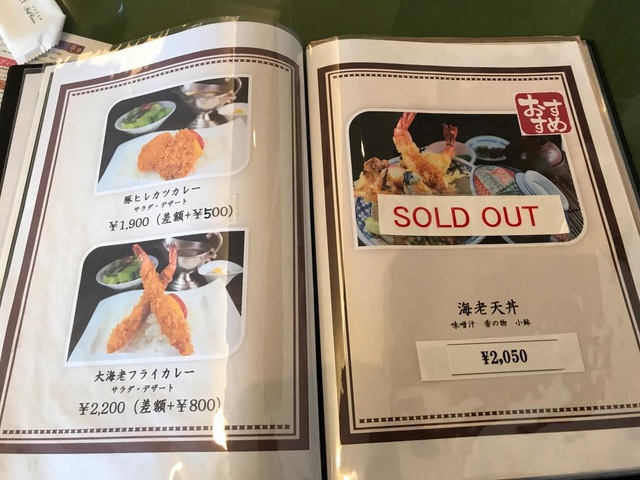 豚ヒレカツカレー
サラダ・デザート
¥1,900（差額+¥500）
大海老フライカレー
サラダ・デザート
¥2,200（差額+¥800）
おすすめ
SOLD OUT
海老天丼
味噌汁 香の物 小鉢
¥2,050